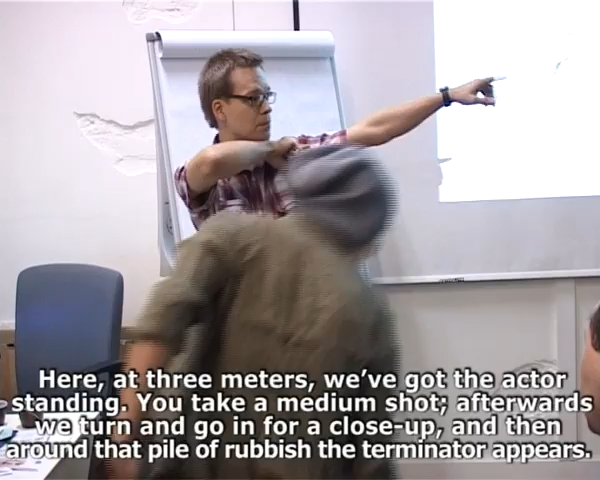 Here, at three meters, we've got the actor
standing. You take a medium shot; afterwards
we turn and go in for a close-up, and then
around that pile of rubbish the terminator appears.